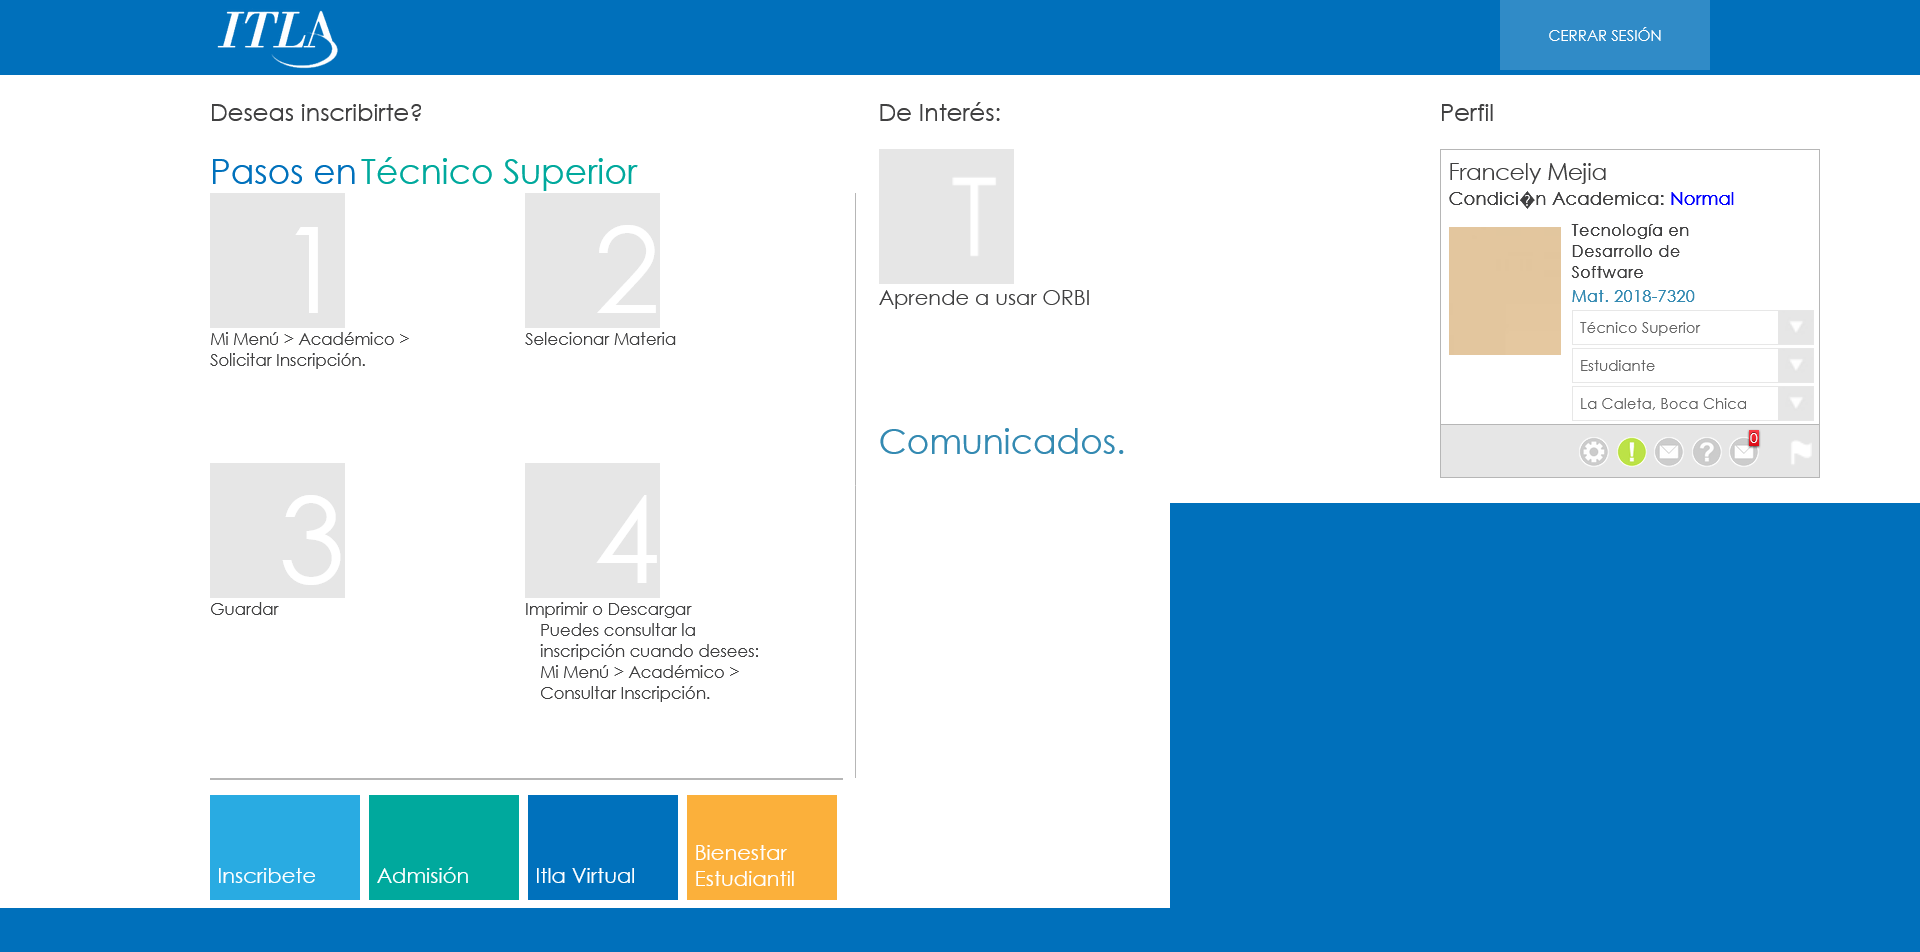 ITLA
CERRAR SESIÓN
Deseas inscribirte?
Pasos en Técnico Superior
1
Mi Menú > Académico >
Solicitar Inscripción.
2
Selecionar Materia
3
Guardar
4
Imprimir o Descargar
Puedes consultar la
inscripción cuando desees:
Mi Menú > Académico >
Consultar Inscripción.
Inscribete
Admisión
Itla Virtual
Bienestar
Estudiantil
De Interés:
T
Aprende a usar ORBI
Comunicados.
Perfil
Francely Mejia
Condici�n Academica: Normal
Tecnología en
Desarrollo de
Software
Mat. 2018-7320
Técnico Superior
Estudiante
La Caleta, Boca Chica
! ? 0